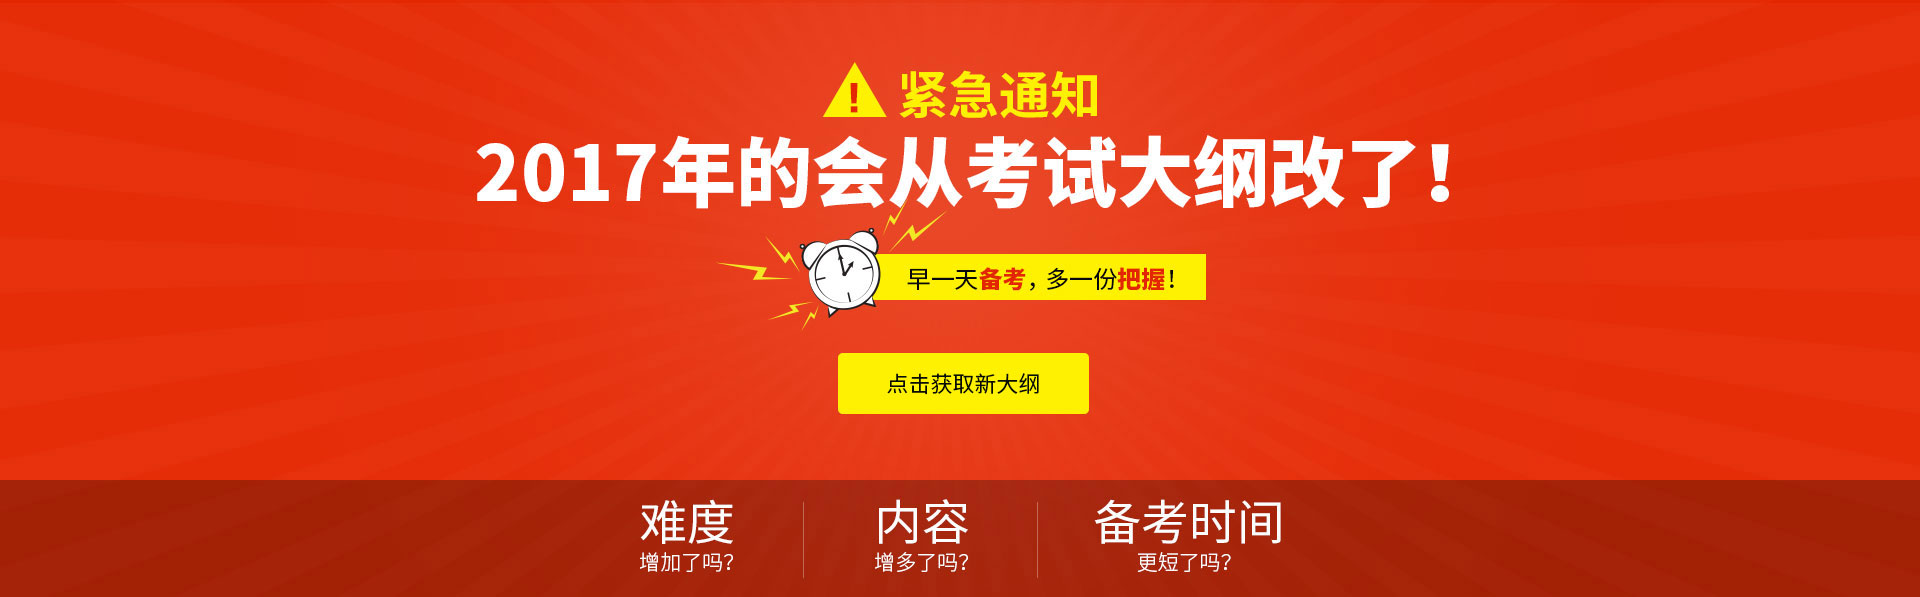 紧急通知
2017年的会从考试大纲改了!
早一天备考,多一份把握!
点击获取新大纲
难度
增加了吗?
内容
增多了吗?
备考时间
更短了吗?